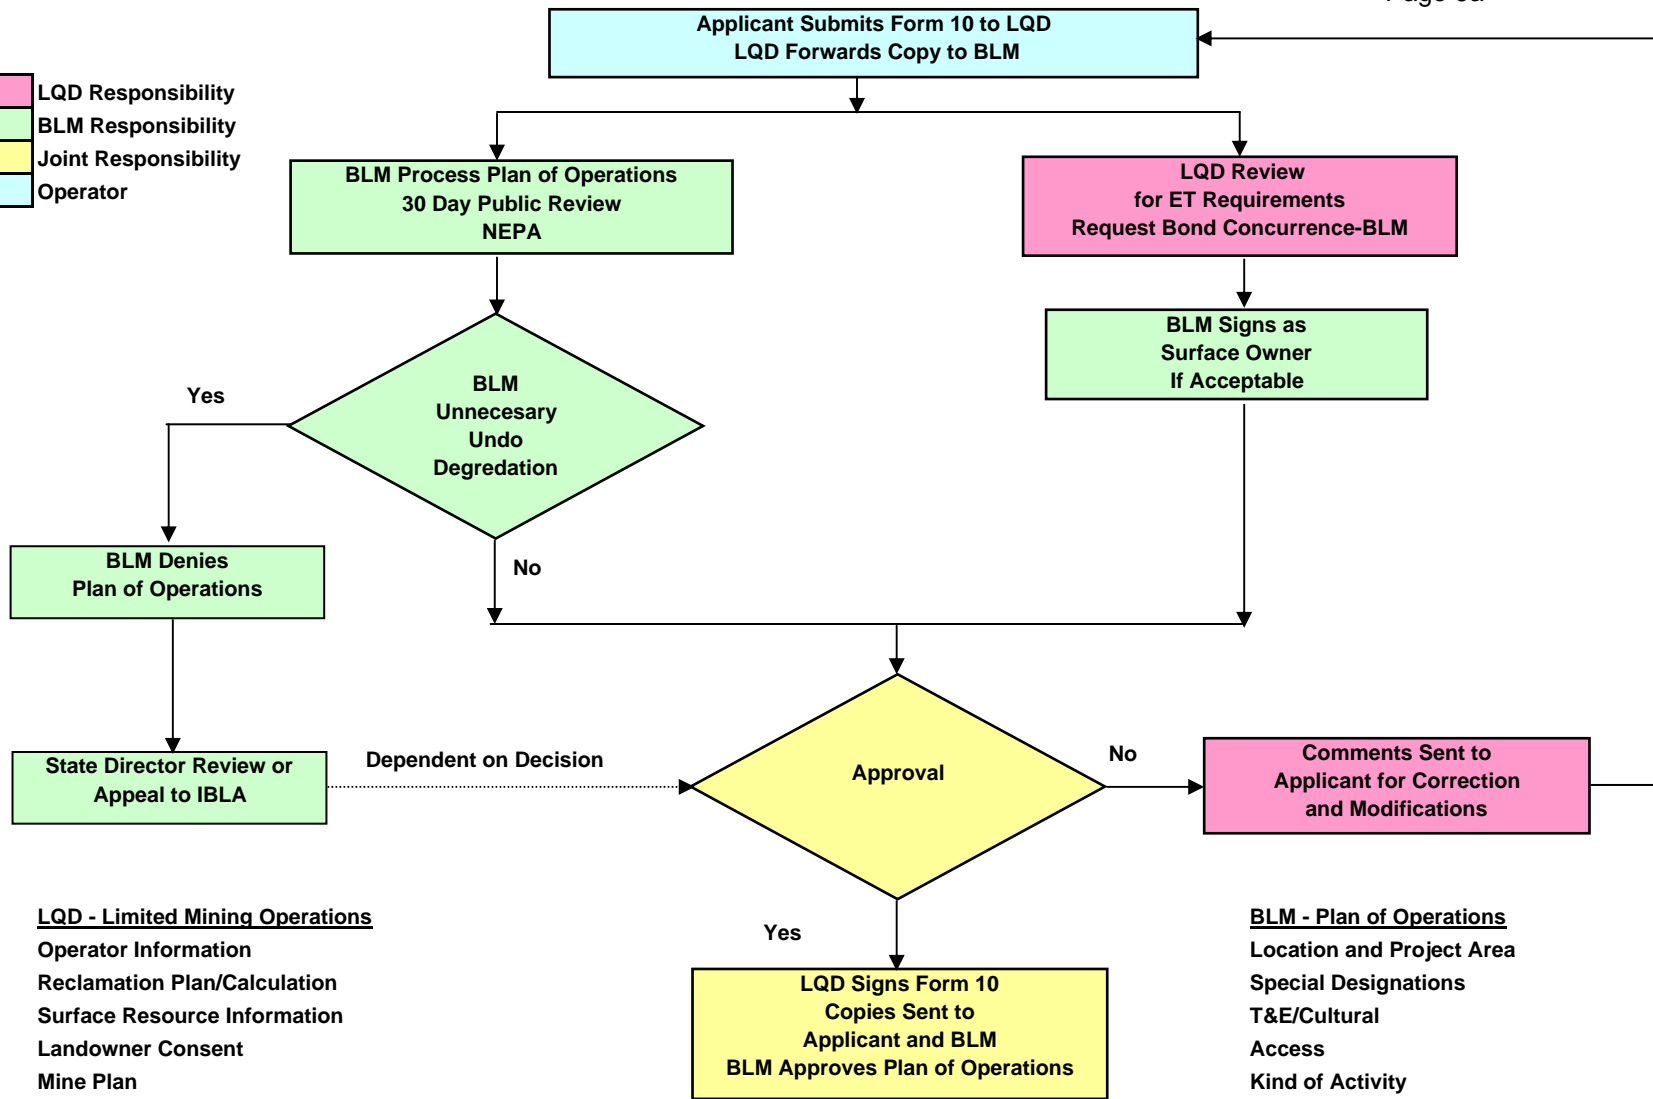 Applicant Submits Form 10 to LQD
LQD Forwards Copy to BLM
LQD Responsibility
BLM Responsibility
Joint Responsibility
Operator
BLM Process Plan of Operations
30 Day Public Review
NEPA
LQD Review
for ET Requirements
Request Bond Concurrence-BLM
BLM Signs as
Surface Owner
If Acceptable
BLM
Unnecesary
Undo
Degredation
Yes
No
BLM Denies
Plan of Operations
State Director Review or
Appeal to IBLA
Dependent on Decision
Approval
No
Comments Sent to
Applicant for Correction
and Modifications
Yes
LQD Signs Form 10
Copies Sent to
Applicant and BLM
BLM Approves Plan of Operations
LQD - Limited Mining Operations
Operator Information
Reclamation Plan/Calculation
Surface Resource Information
Landowner Consent
Mine Plan
BLM - Plan of Operations
Location and Project Area
Special Designations
T&E/Cultural
Access
Kind of Activity